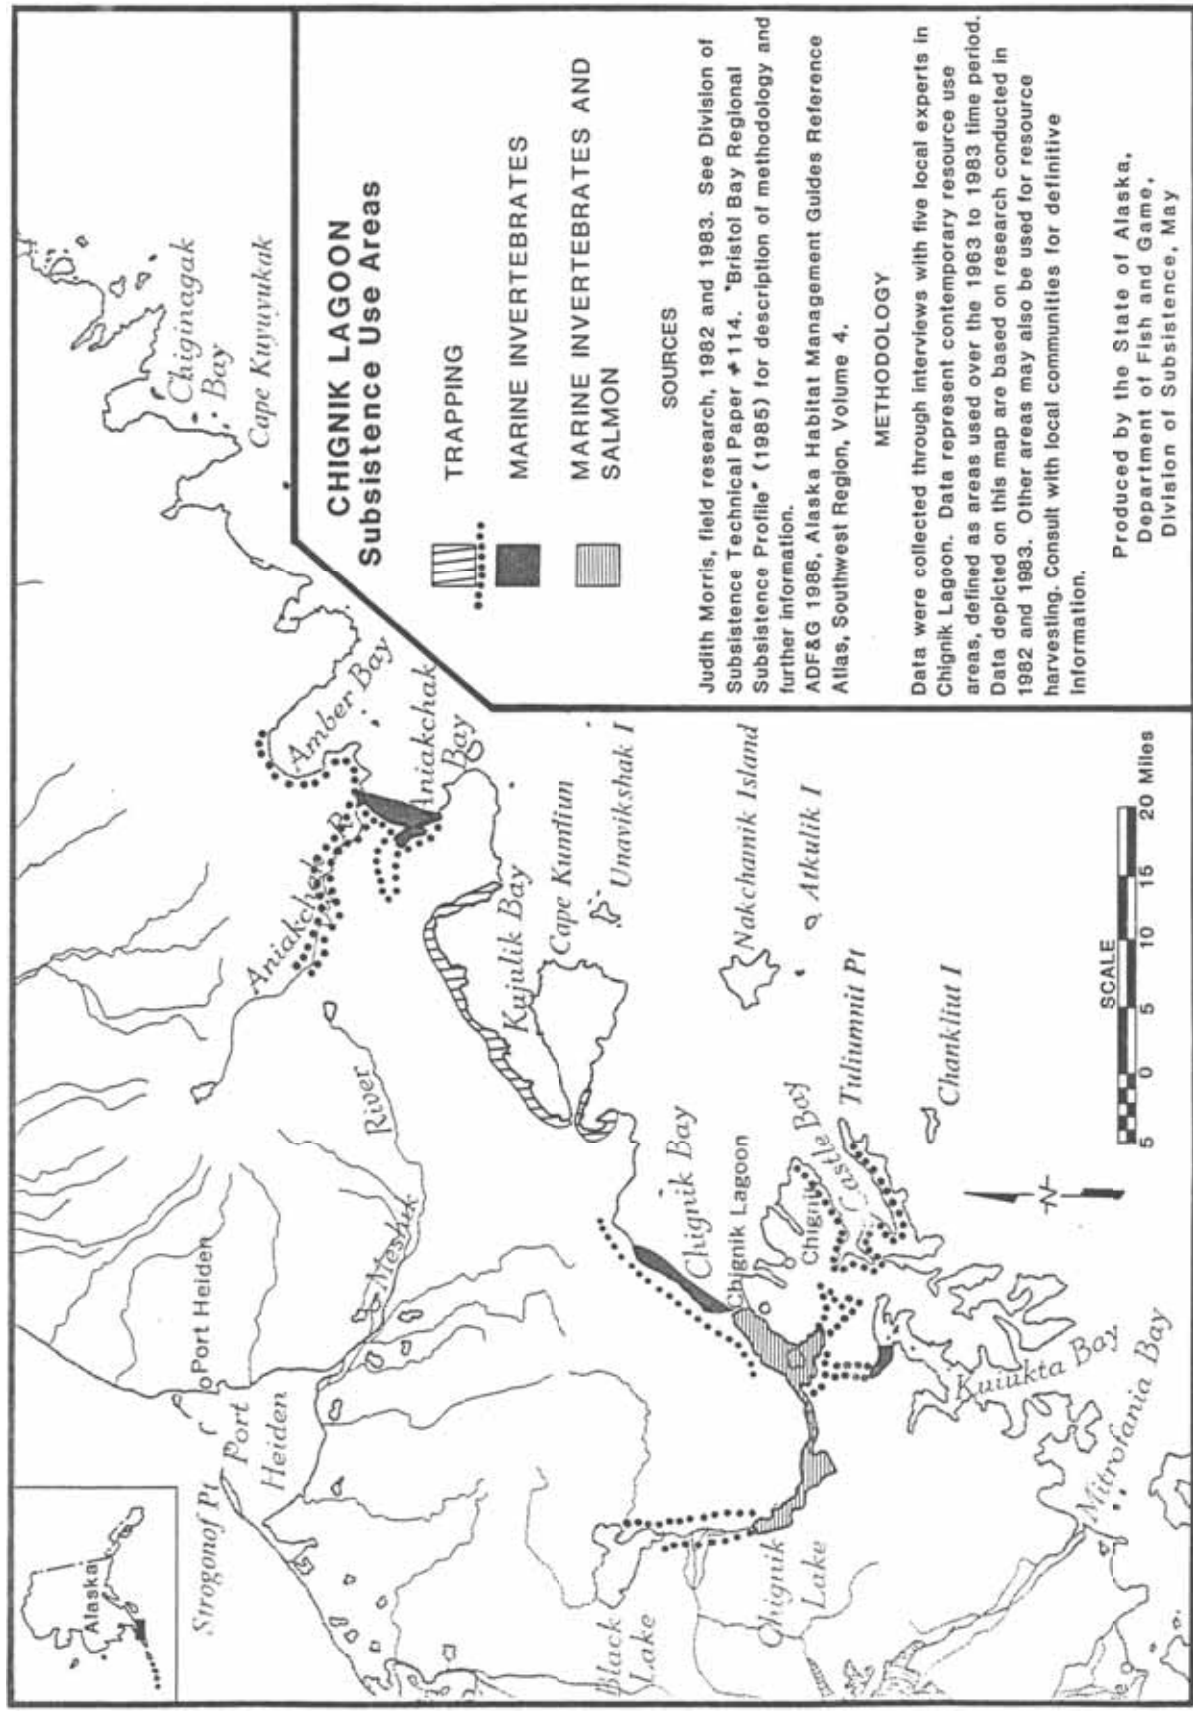 CHIGNIK LAGOON
Subsistence Use Areas
TRAPPING
MARINE INVERTEBRATES
MARINE INVERTEBRATES AND
SALMON
SOURCES
Judith Morris, field research, 1982 and 1983. See Division of
Subsistence Technical Paper #114. "Bristol Bay Regional
Subsistence Profile" (1985) for description of methodology and
further information.
ADF&G 1986, Alaska Habitat Management Guides Reference
Atlas, Southwest Region, Volume 4.
METHODOLOGY
Data were collected through interviews with five local experts in
Chignik Lagoon. Data represent contemporary resource use
areas, defined as areas used over the 1963 to 1983 time period.
Data depicted on this map are based on research conducted in
1982 and 1983. Other areas may also be used for resource
harvesting. Consult with local communities for definitive
information.
Produced by the State of Alaska,
Department of Fish and Game,
Division of Subsistence, May
Alaska
Strogonof Pt
Port
Heiden
Port Heiden
Meshik
River
Aniakchak R
Amber Bay
Aniakchak
Bay
Chiginagak
Bay
Cape Kuyuyukak
Kujulik Bay
Cape Kumliun
Unavikshak I
Nakchamik Island
Atkulik I
Chignik Bay
Chignik Lagoon
Chignik
Castle Bay
Tuliumnit Pt
Chankliut I
Black
Lake
Chignik
Lake
Kuiukta Bay
Mitrofania Bay
N
SCALE
5 0 5 10 15 20 Miles